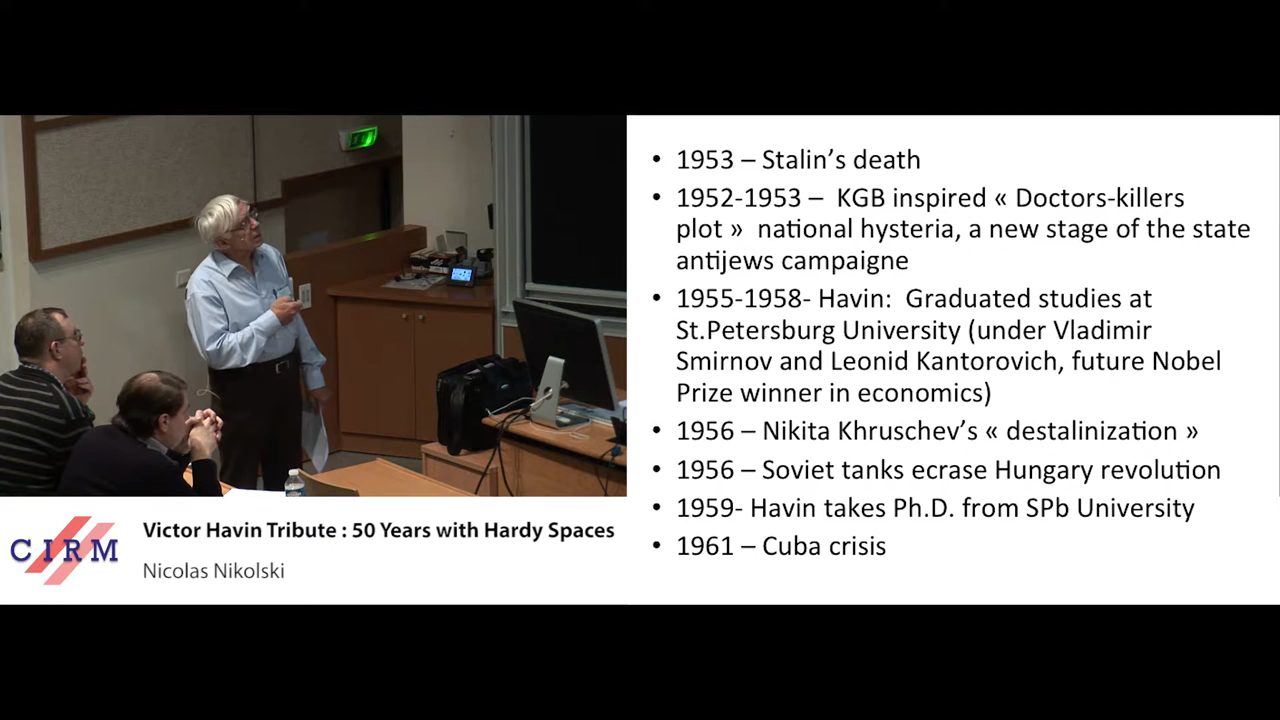 • 1953 – Stalin's death
• 1952-1953 – KGB inspired « Doctors-killers
plot » national hysteria, a new stage of the state
antijews campaigne
• 1955-1958- Havin: Graduated studies at
St.Petersburg University (under Vladimir
Smirnov and Leonid Kantorovich, future Nobel
Prize winner in economics)
• 1956 – Nikita Khruschev's « destalinization »
• 1956 – Soviet tanks ecrase Hungary revolution
• 1959- Havin takes Ph.D. from SPb University
• 1961 – Cuba crisis
CIRM
Victor Havin Tribute : 50 Years with Hardy Spaces
Nicolas Nikolski